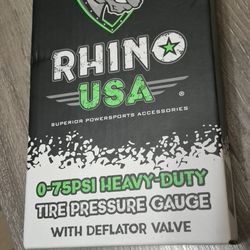 RHINO
USA®
SUPERIOR POWERSPORTS ACCESSORIES
0-75PSI HEAVY-DUTY
TIRE PRESSURE GAUGE
WITH DEFLATOR VALVE